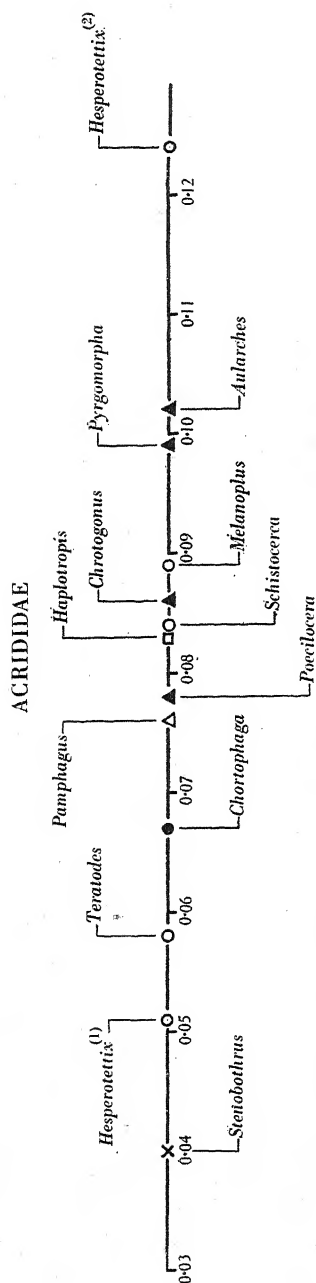 ACRIDIDAE
Hesperotettix(1)
Teratodes
Pamphagus
Haplotropis
Chrotogonus
Pyrgomorpha
Hesperotettix(2)
0·03
0·04
0·05
0·06
0·07
0·08
0·09
0·10
0·11
0·12
Stenobothrus
Chortophaga
Poecilocera
Schistocerca
Melanoplus
Aularches